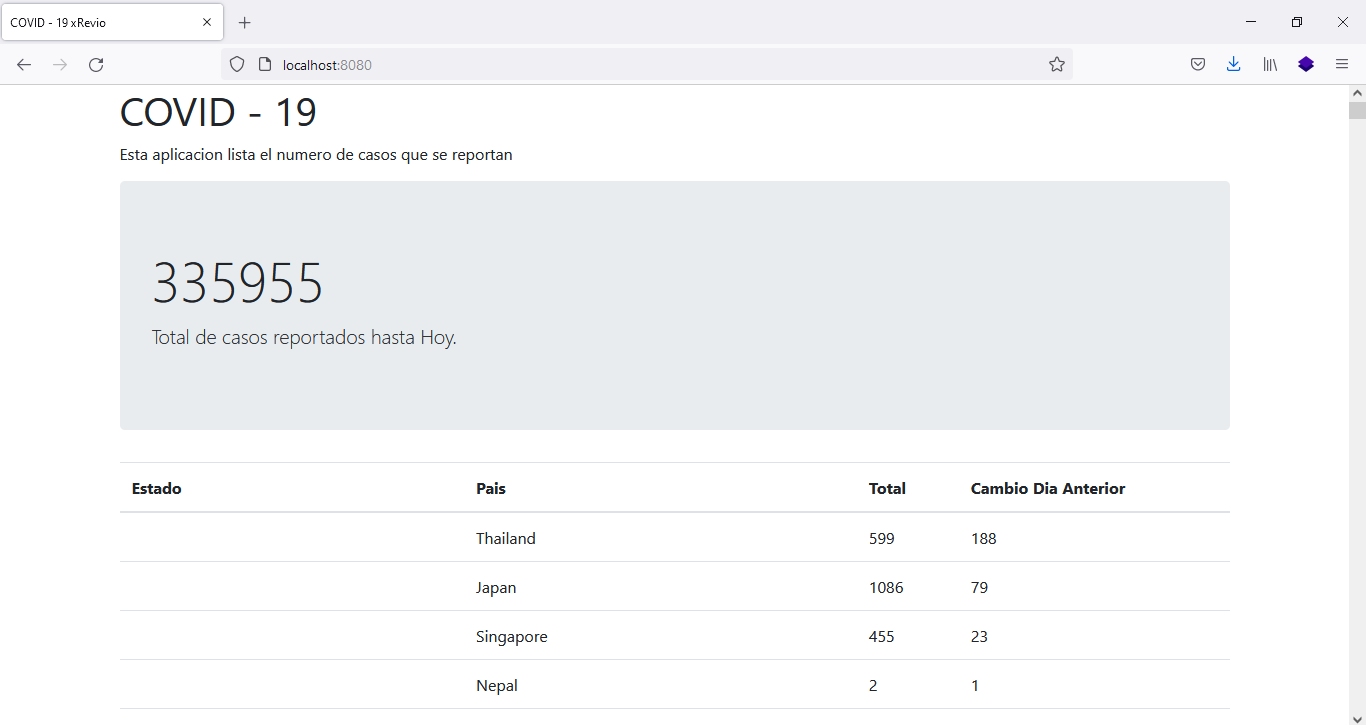 COVID - 19 xRevio
localhost:8080
COVID - 19
Esta aplicacion lista el numero de casos que se reportan
335955
Total de casos reportados hasta Hoy.
Estado Pais Total Cambio Dia Anterior
Thailand 599 188
Japan 1086 79
Singapore 455 23
Nepal 2 1